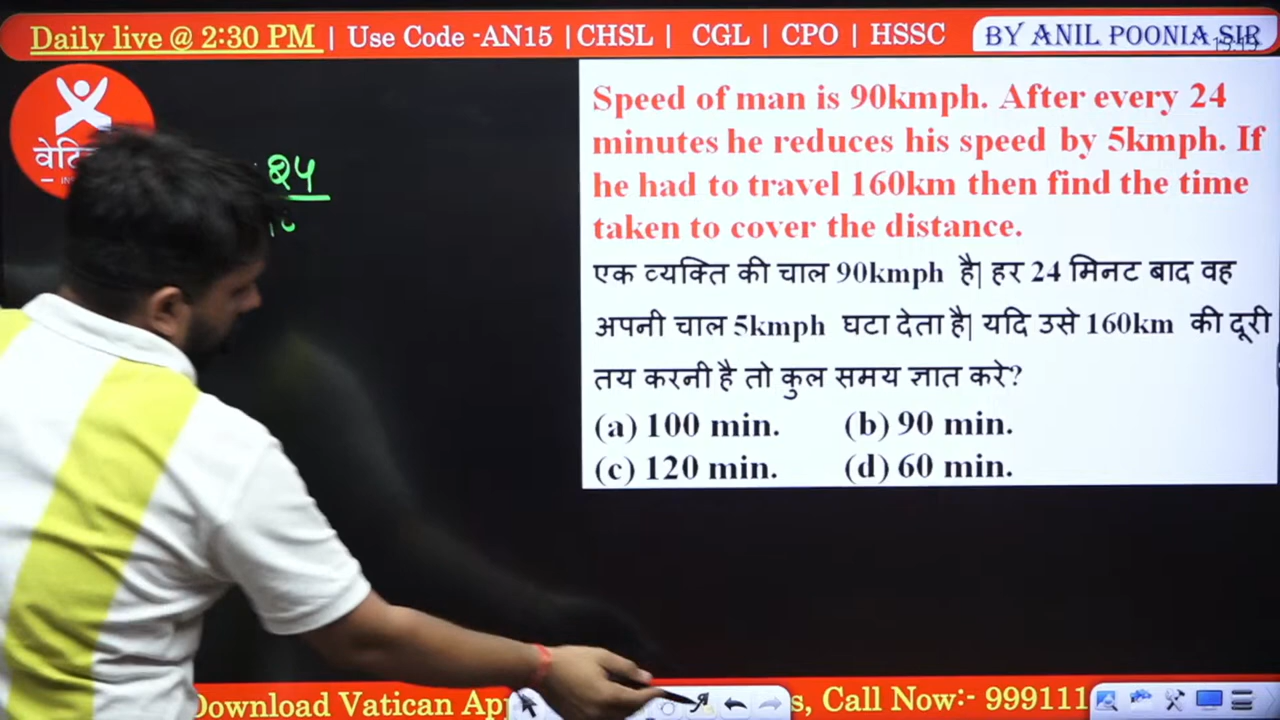 Daily live @ 2:30 PM | Use Code -AN15 |CHSL | CGL | CPO | HSSC
BY ANIL POONIA SIR
Speed of man is 90kmph. After every 24
minutes he reduces his speed by 5kmph. If
he had to travel 160km then find the time
taken to cover the distance.
एक व्यक्ति की चाल 90kmph है| हर 24 मिनट बाद वह
अपनी चाल 5kmph घटा देता है| यदि उसे 160km की दूरी
तय करनी है तो कुल समय ज्ञात करे?
(a) 100 min. (b) 90 min.
(c) 120 min. (d) 60 min.
Download Vatican
s, Call Now:- 999111